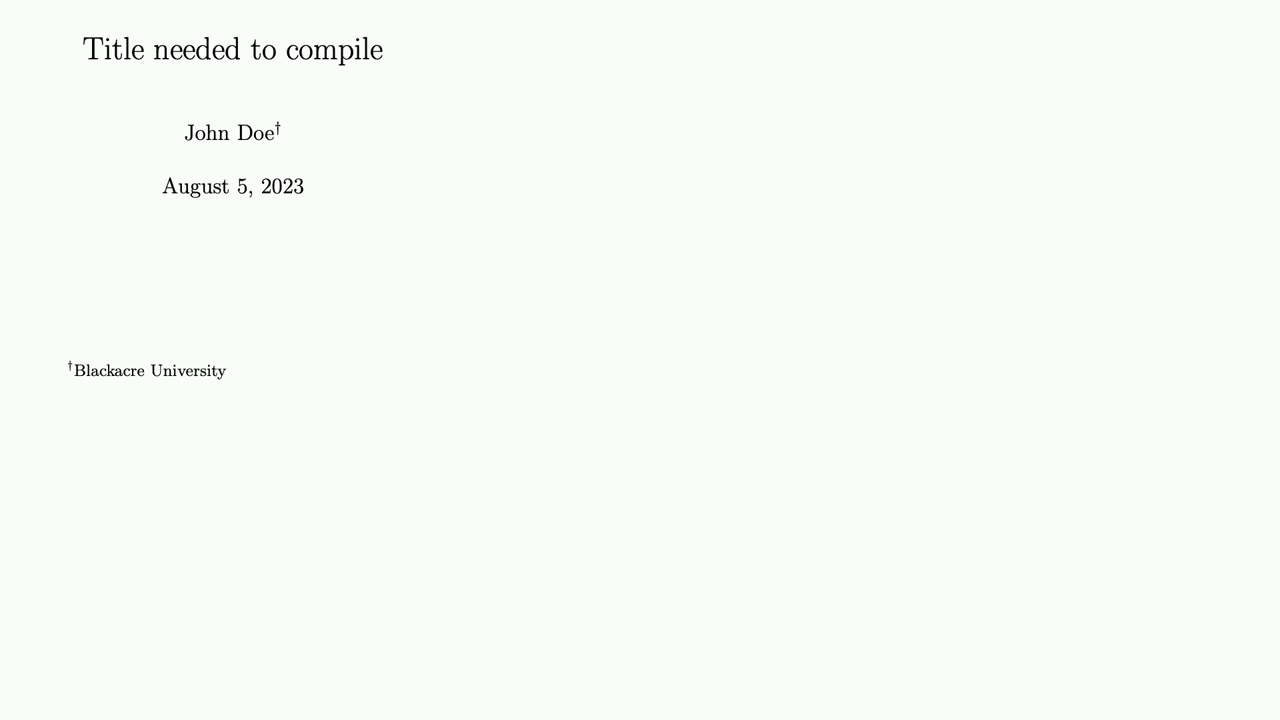 Title needed to compile
John Doe†
August 5, 2023
†Blackacre University